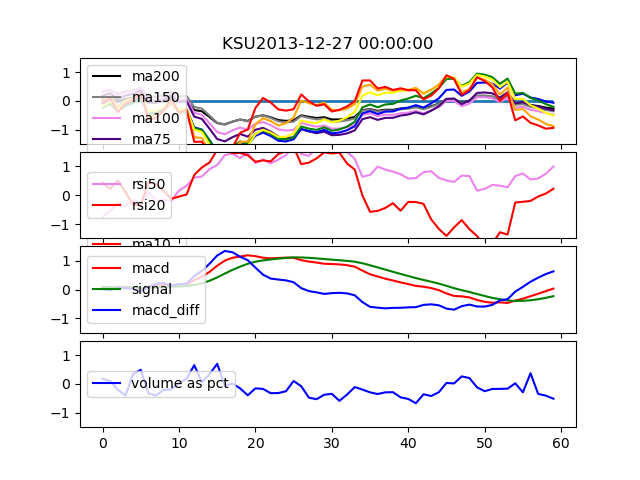 KSU2013-12-27 00:00:00
1
0
−1
ma200
ma150
ma100
ma75
1
0
−1
rsi50
rsi20
ma10
1
0
−1
macd
signal
macd_diff
1
0
−1
volume as pct
0 10 20 30 40 50 60